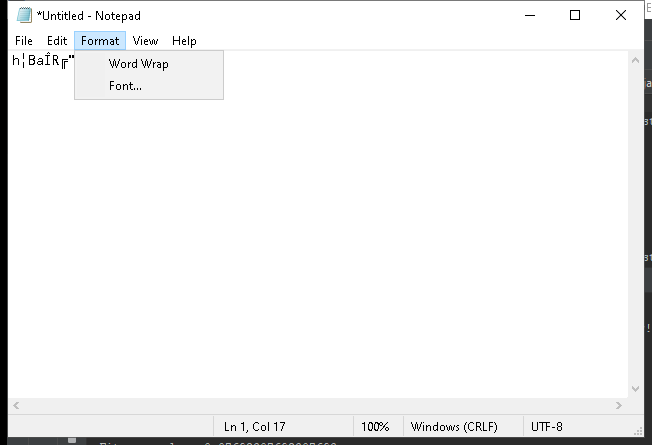 *Untitled - Notepad
File Edit Format View Help
h¦BaÎR╔"
Word Wrap
Font...
Ln 1, Col 17
100%
Windows (CRLF)
UTF-8